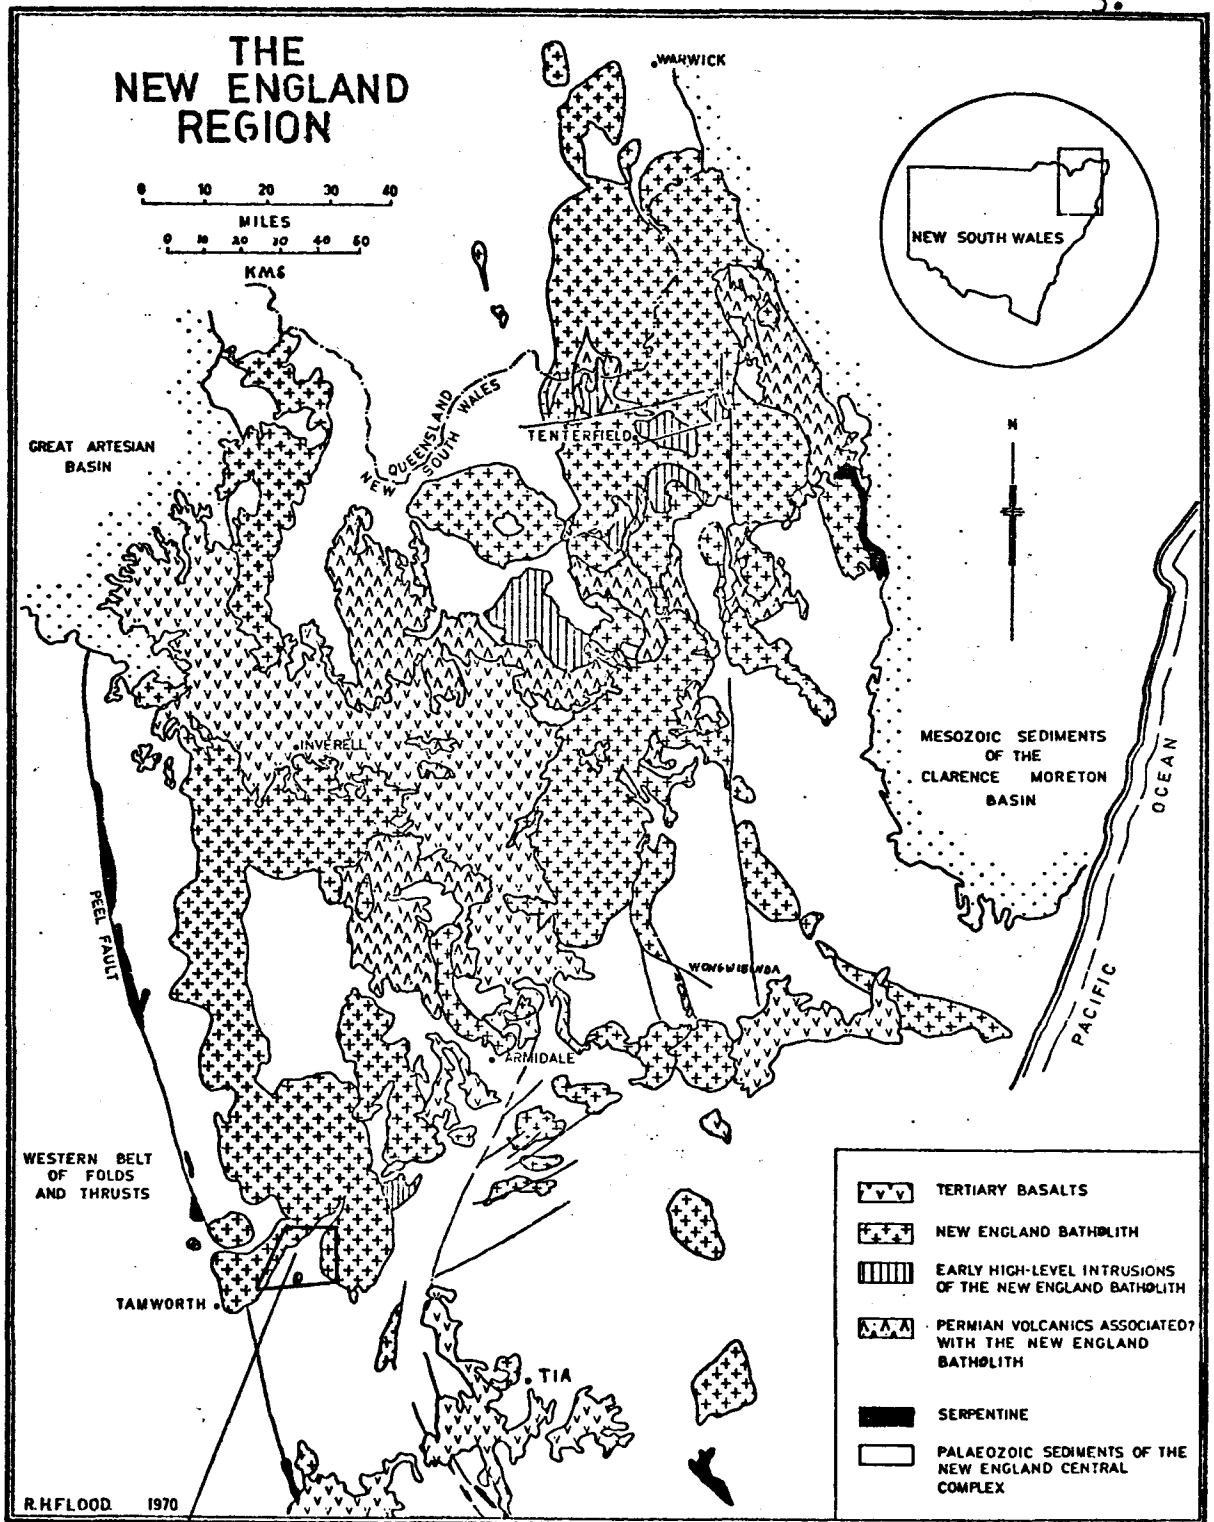 3.
THE
NEW ENGLAND
REGION
0 10 20 30 40
MILES
0 10 20 30 40 50
KMS
WARWICK
NEW SOUTH WALES
GREAT ARTESIAN
BASIN
QUEENSLAND
NEW SOUTH WALES
TENTERFIELD
N
INVERELL
MESOZOIC SEDIMENTS
OF THE
CLARENCE MORETON
BASIN
PACIFIC OCEAN
PEEL FAULT
WONGWIBINDA
ARMIDALE
WESTERN BELT
OF FOLDS
AND THRUSTS
TAMWORTH
TIA
TERTIARY BASALTS
NEW ENGLAND BATHOLITH
EARLY HIGH-LEVEL INTRUSIONS
OF THE NEW ENGLAND BATHOLITH
PERMIAN VOLCANICS ASSOCIATED?
WITH THE NEW ENGLAND
BATHOLITH
SERPENTINE
PALAEOZOIC SEDIMENTS OF THE
NEW ENGLAND CENTRAL
COMPLEX
R.H.FLOOD. 1970